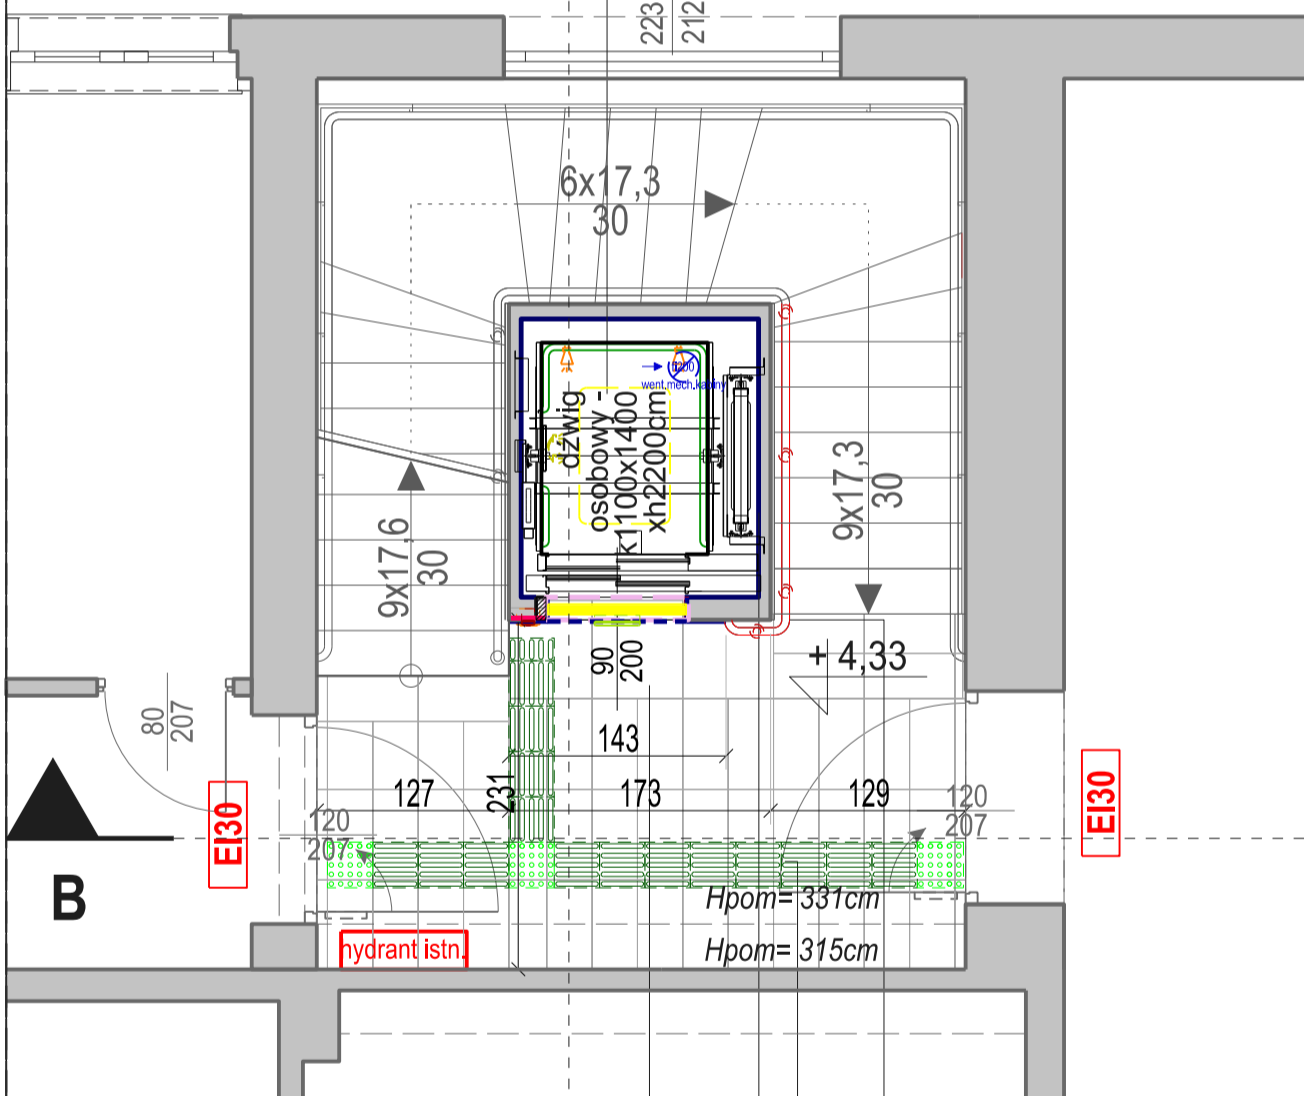 223
212
6x17,3
30
1200
went.mech.kabiny
dźwig
osobowy -
k1100x1400
xh2200cm
9x17,6
30
9x17,3
30
90
200
+ 4,33
80
207
143
127
231
173
129
120
207
120
207
EI30
EI30
B
Hpom= 331cm
Hpom= 315cm
hydrant istn.